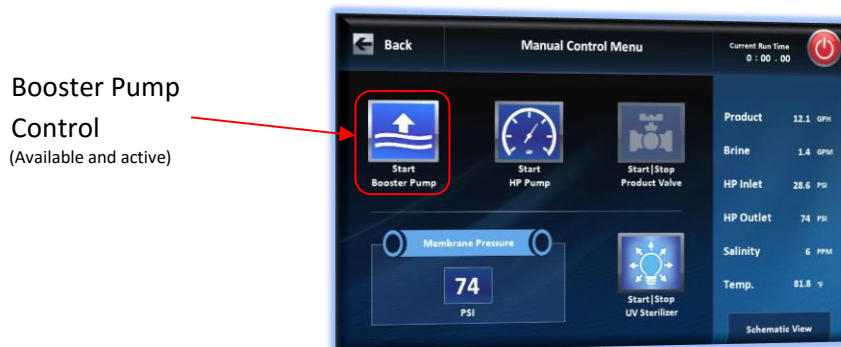 Booster Pump
Control
(Available and active)
Back
Manual Control Menu
Current Run Time
0 : 00 . 00
Start
Booster Pump
Start
HP Pump
HP
Start|Stop
Product Valve
Product 12.1 GPH
Brine 1.4 GPM
HP Inlet 28.6 PSI
HP Outlet 74 PSI
Salinity 6 PPM
Temp. 81.8 °F
Membrane Pressure
74
PSI
Start|Stop
UV Sterilizer
Schematic View